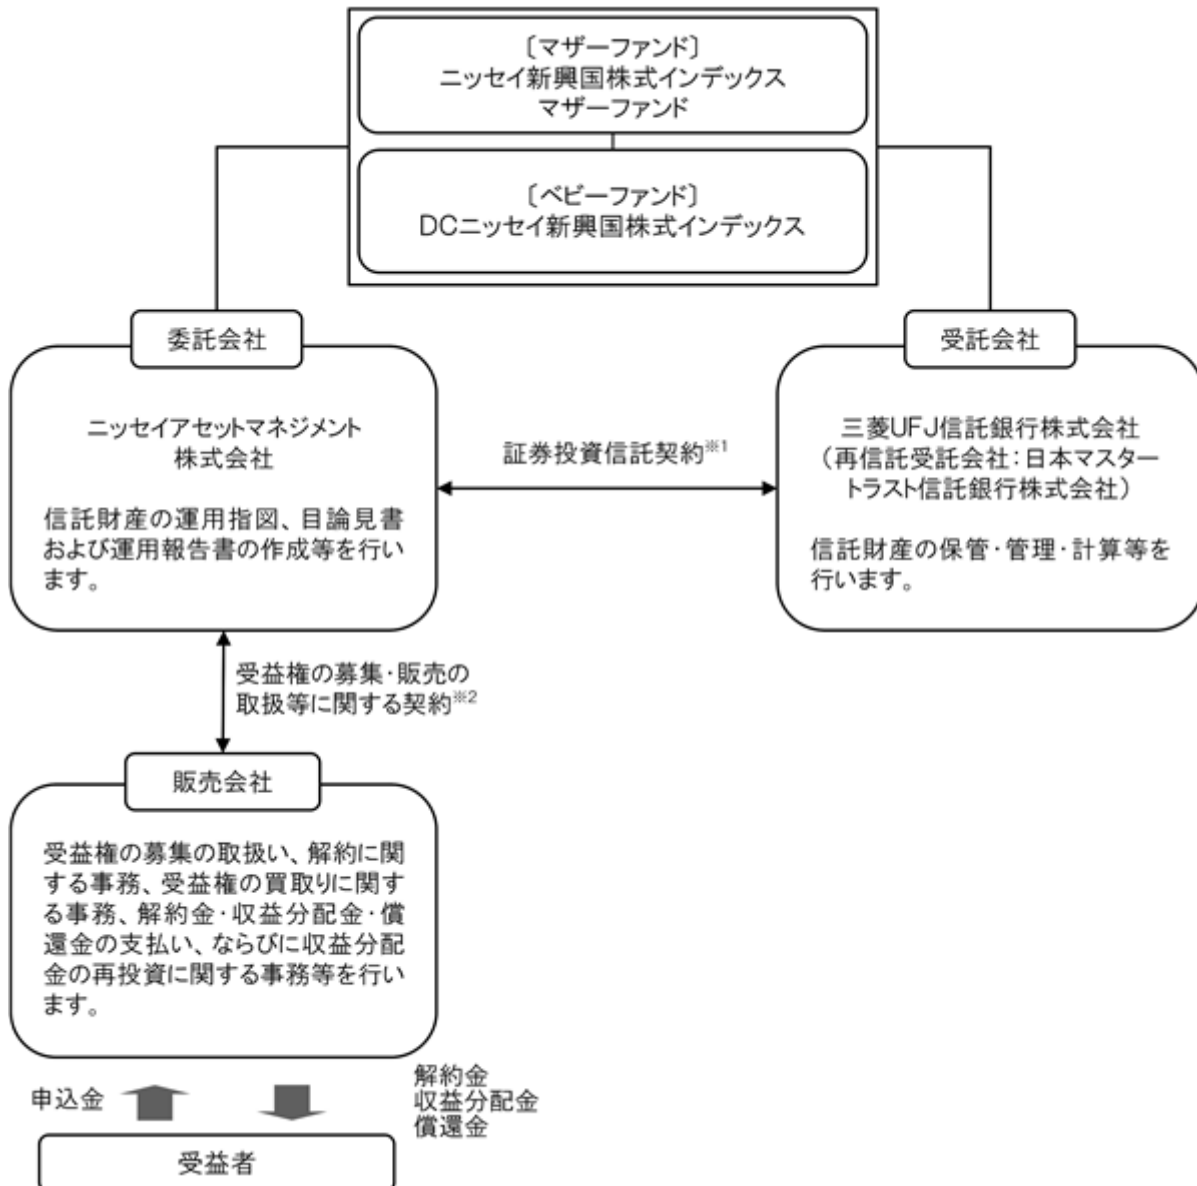 〔マザーファンド〕
ニッセイ新興国株式インデックス
マザーファンド
〔ベビーファンド〕
DCニッセイ新興国株式インデックス
委託会社
ニッセイアセットマネジメント
株式会社
信託財産の運用指図、目論見書
および運用報告書の作成等を行い
ます。
証券投資信託契約※1
受託会社
三菱UFJ信託銀行株式会社
(再信託受託会社:日本マスター
トラスト信託銀行株式会社)
信託財産の保管・管理・計算等を
行います。
受益権の募集・販売の
取扱等に関する契約※2
販売会社
受益権の募集の取扱い、解約に関
する事務、受益権の買取りに関す
る事務、解約金・収益分配金・償
還金の支払い、ならびに収益分配
金の再投資に関する事務等を行い
ます。
申込金
解約金
収益分配金
償還金
受益者